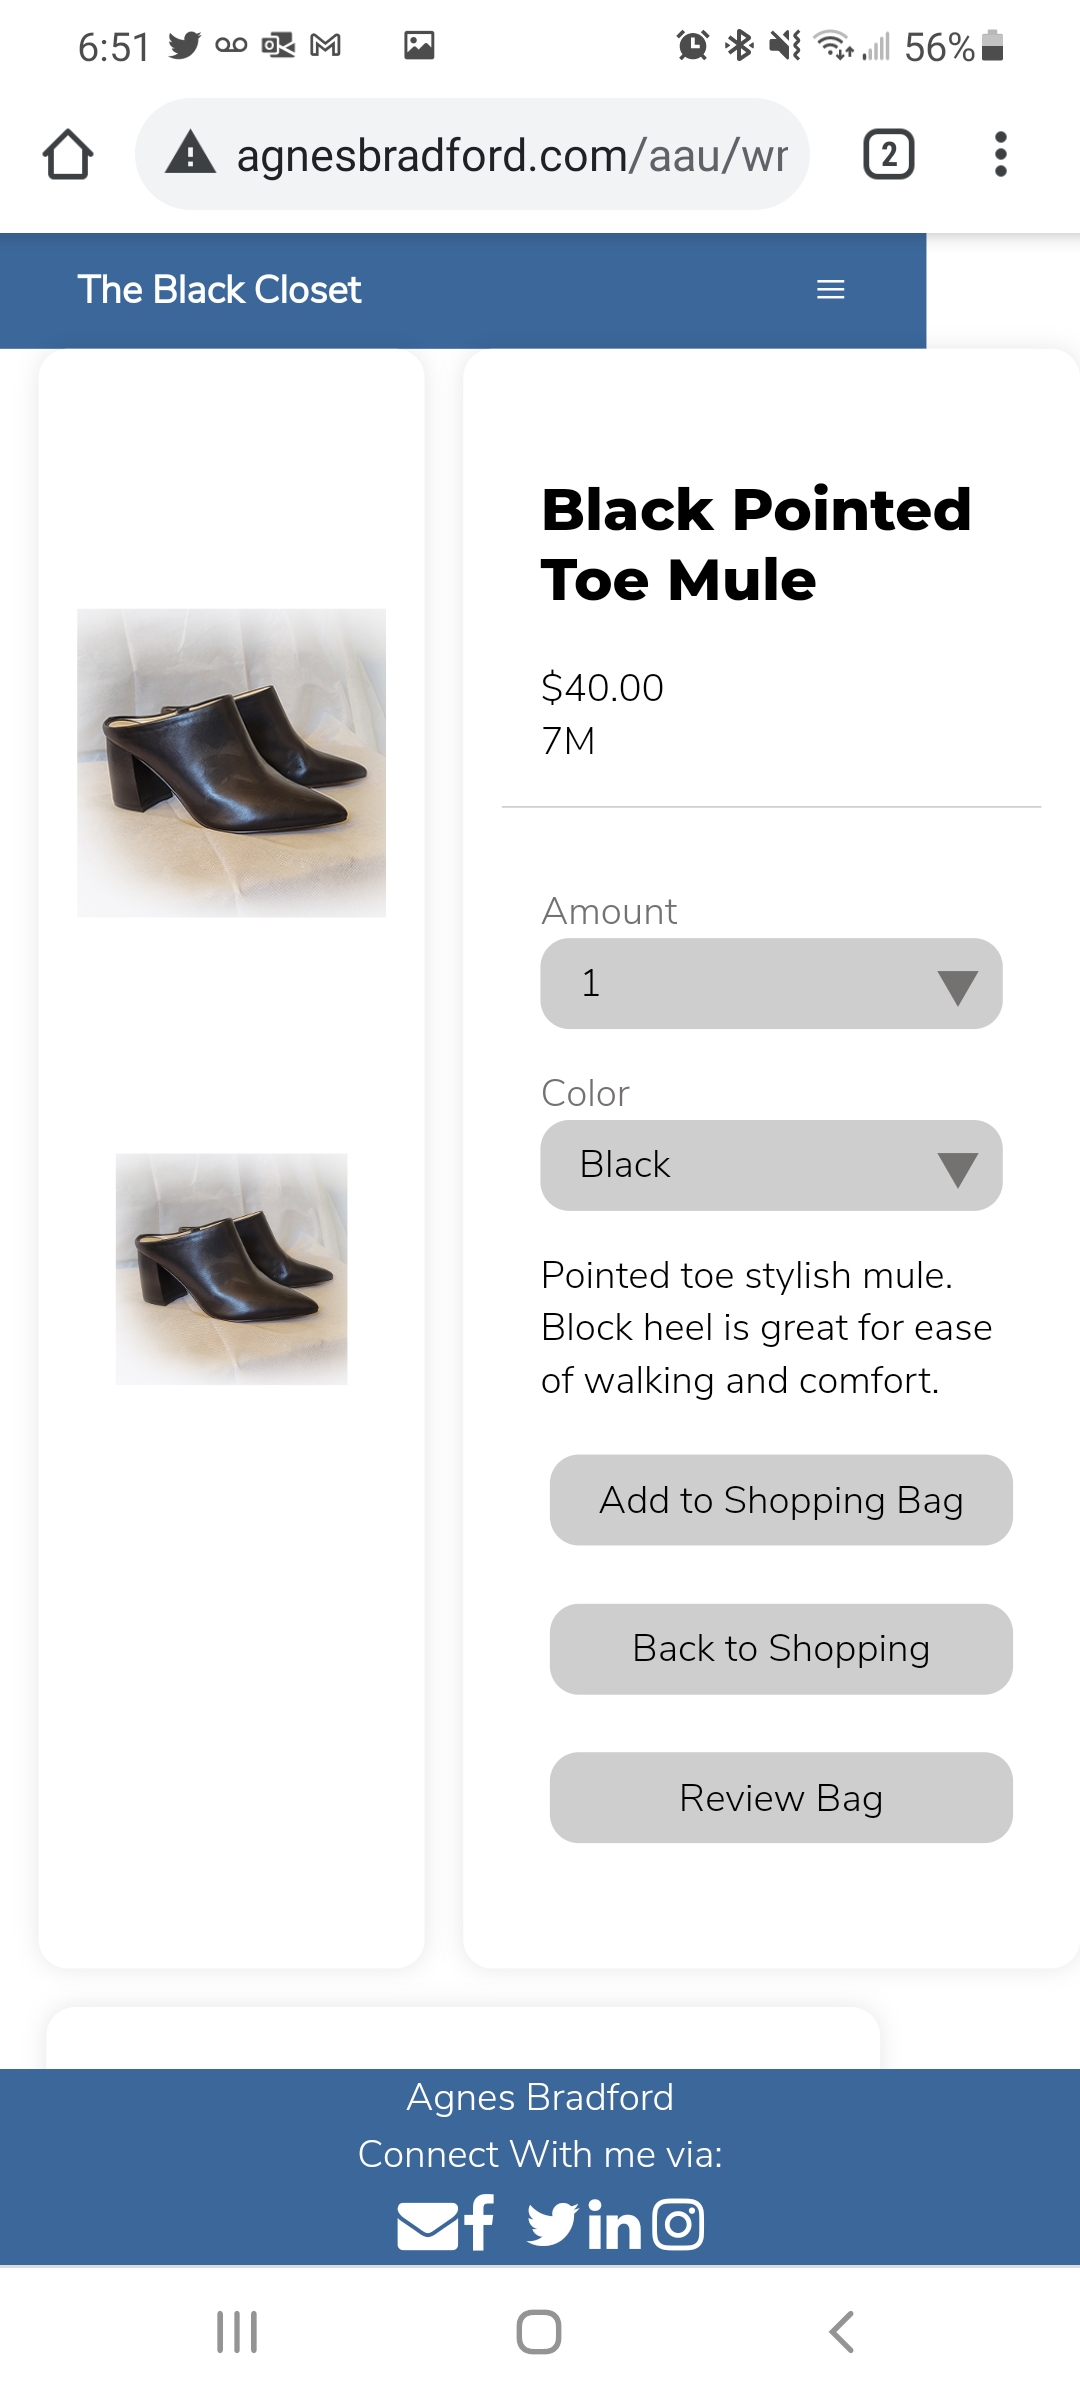 6:51
56%
agnesbradford.com/aau/wr
2
The Black Closet
Black Pointed
Toe Mule
$40.00
7M
Amount
1
Color
Black
Pointed toe stylish mule.
Block heel is great for ease
of walking and comfort.
Add to Shopping Bag
Back to Shopping
Review Bag
Agnes Bradford
Connect With me via: